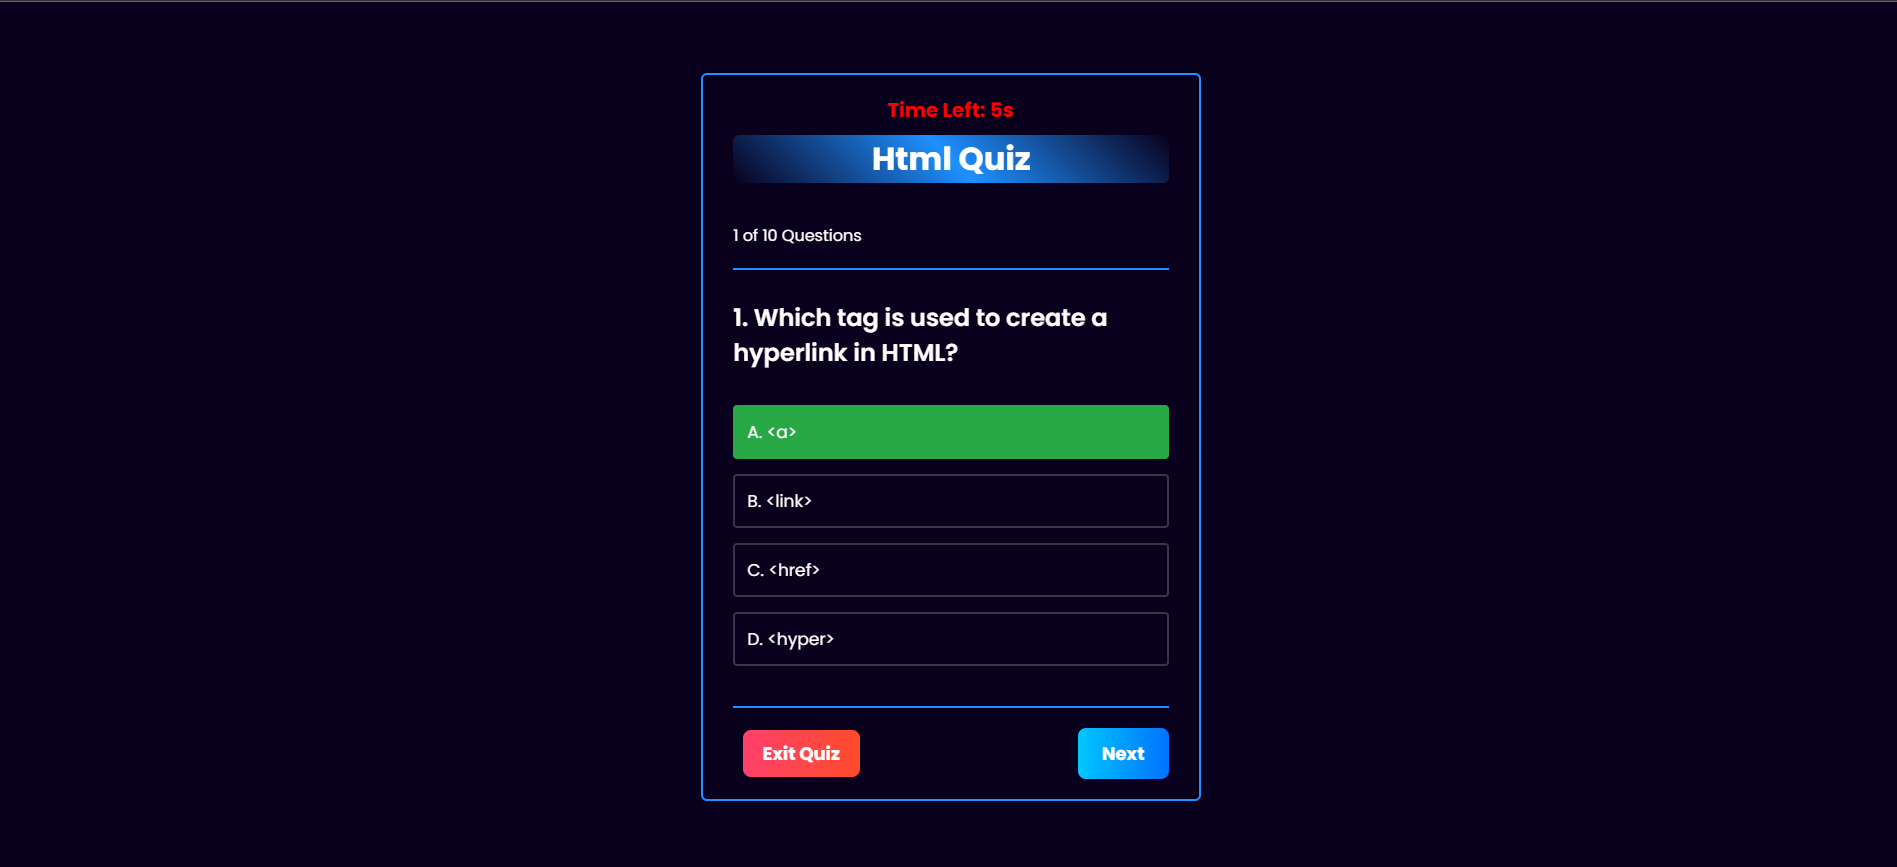 Time Left: 5s
Html Quiz
1 of 10 Questions
1. Which tag is used to create a
hyperlink in HTML?
A. <a>
B. <link>
C. <href>
D. <hyper>
Exit Quiz
Next